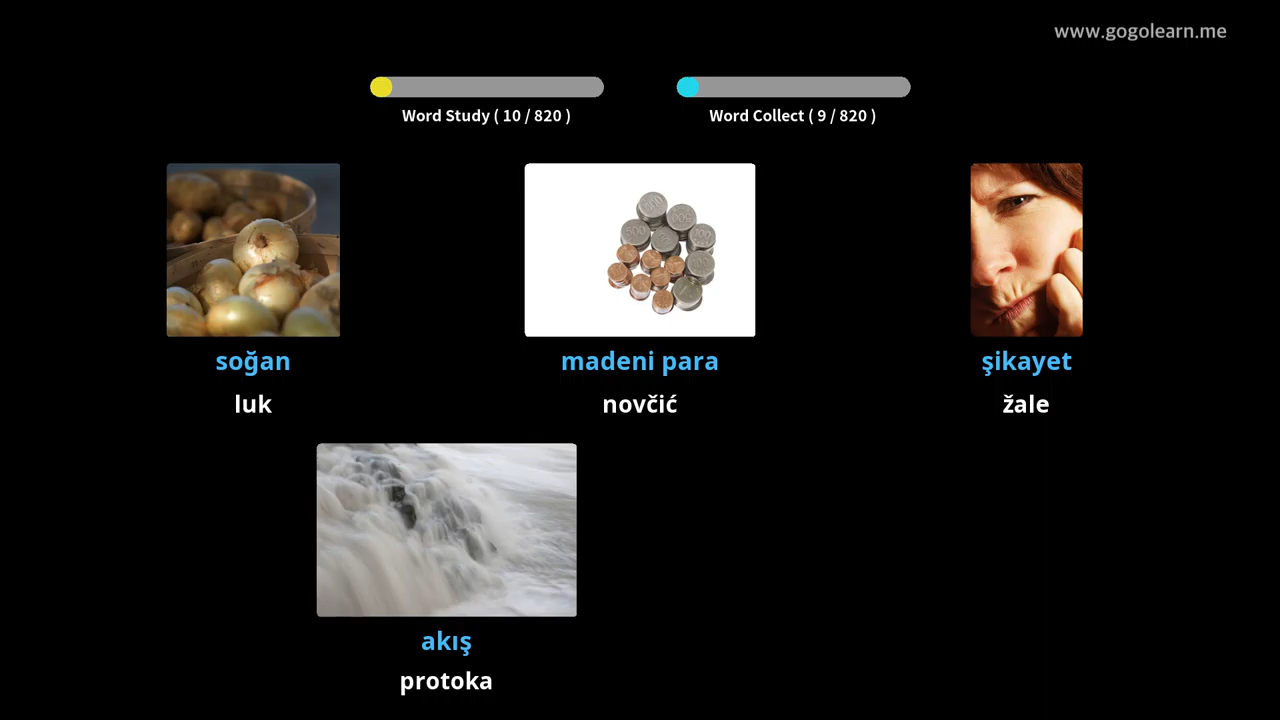 www.gogolearn.me
Word Study ( 10 / 820 )
Word Collect ( 9 / 820 )
soğan
madeni para
şikayet
luk
novčić
žale
akış
protoka